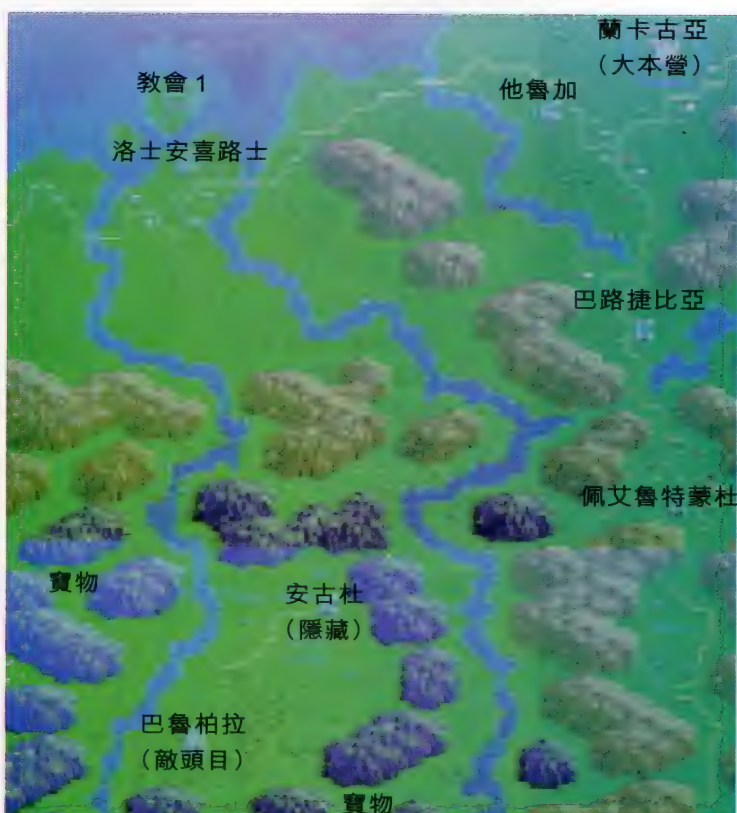 蘭卡古亞
(大本營)
教會1
他魯加
洛士安喜路士
巴路捷比亞
佩艾魯特蒙杜
寶物
安古杜
(隱藏)
巴魯柏拉
(敵頭目)
寶物